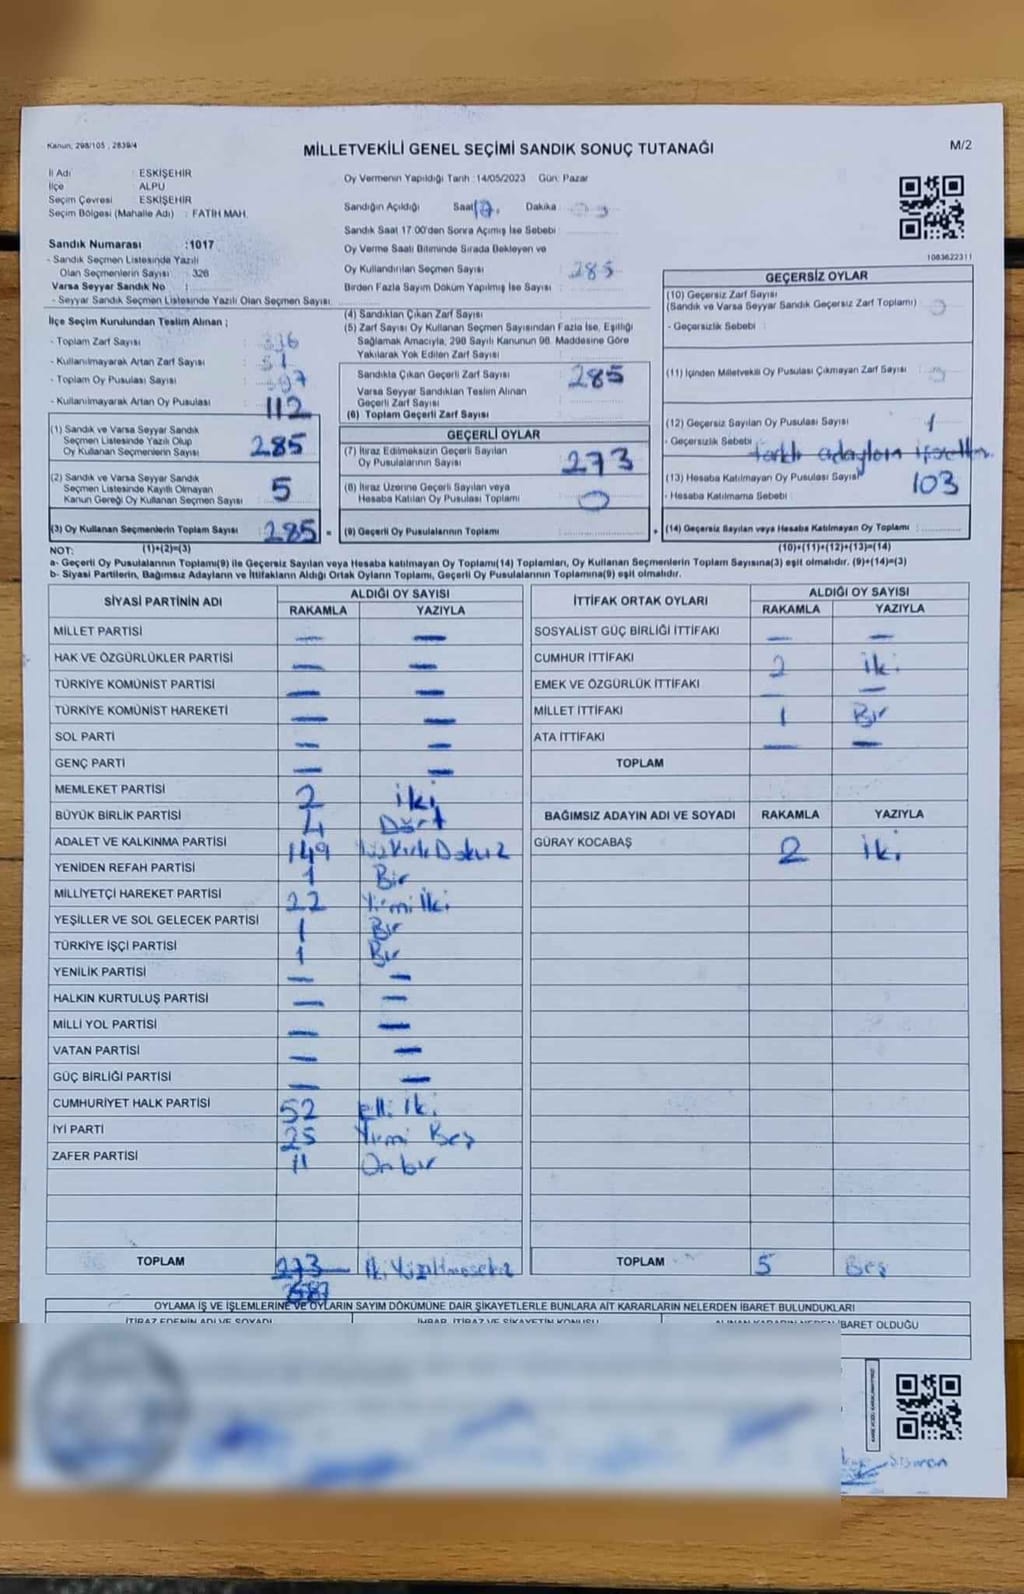 Kanun; 298/105 , 2839/4
MİLLETVEKİLİ GENEL SEÇİMİ SANDIK SONUÇ TUTANAĞI
M/2
İl Adı : ESKİŞEHİR
İlçe ALPU
Seçim Çevresi : ESKİŞEHİR
Seçim Bölgesi (Mahalle Adı) : FATİH MAH.
Oy Vermenin Yapıldığı Tarih :14/05/2023 Gün: Pazar
Sandığın Açıldığı Saat 17 Dakika
Sandık Saat 17.00'den Sonra Açımış İse Sebebi
Sandık Numarası :1017
- Sandık Seçmen Listesinde Yazılı
Olan Seçmenlerin Sayısı : 326
Varsa Seyyar Sandık No
- Seyyar Sandık Seçmen Listesinde Yazılı Olan Seçmen Sayısı
Oy Verme Saati Bitiminde Sırada Bekleyen ve
Oy Kullandırılan Seçmen Sayısı 285
Birden Fazla Sayım Döküm Yapılmış İse Sayısı
1083622311
İlçe Seçim Kurulundan Teslim Alınan ;
- Toplam Zarf Sayısı
- Kullanılmayarak Artan Zarf Sayısı 51
- Toplam Oy Pusulası Sayısı
- Kullanılmayarak Artan Oy Pusulası 112
(4) Sandıktan Çıkan Zarf Sayısı
(5) Zarf Sayısı Oy Kullanan Seçmen Sayısından Fazla İse, Eşitliği
Sağlamak Amacıyla, 298 Sayılı Kanunun 98. Maddesine Göre
Yakılarak Yok Edilen Zarf Sayısı
Sandıkla Çıkan Geçerli Zarf Sayısı 285
Varsa Seyyar Sandıktan Teslim Alınan
Geçerli Zarf Sayısı
(6) Toplam Geçerli Zarf Sayısı
GEÇERSİZ OYLAR
(10) Geçersiz Zarf Sayısı
(Sandık ve Varsa Seyyar Sandık Geçersiz Zarf Toplamı)
- Geçersizlik Sebebi :
(11) İçinden Milletvekili Oy Pusulası Çıkmayan Zarf Sayısı
(12) Geçersiz Sayılan Oy Pusulası Sayısı 1
- Geçersizlik Sebebi farklı
(13) Hesaba Katılmayan Oy Pusulası Sayısı 103
- Hesaba Katılmama Sebebi :
(14) Geçersiz Sayılan veya Hesaba Katılmayan Oy Toplamı :
(10)+(11)+(12)+(13)=(14)
(1) Sandık ve Varsa Seyyar Sandık
Seçmen Listesinde Yazılı Olup
Oy Kullanan Seçmenlerin Sayısı 285
(2) Sandık ve Varsa Seyyar Sandık
Seçmen Listesinde Kayıtlı Olmayan
Kanun Gereği Oy Kullanan Seçmen Sayısı 5
(3) Oy Kullanan Seçmenlerin Toplam Sayısı 285 =
NOT: (1)+(2)=(3)
GEÇERLİ OYLAR
(7) İtiraz Edilmeksizin Geçerli Sayılan
Oy Pusulalarının Sayısı 273
(8) İtiraz Üzerine Geçerli Sayılan veya
Hesaba Katılan Oy Pusulası Toplamı 0
(9) Geçerli Oy Pusulalarının Toplamı +
a- Geçerli Oy Pusulalarının Toplamı(9) ile Geçersiz Sayılan veya Hesaba katılmayan Oy Toplamı(14) Toplamları, Oy Kullanan Seçmenlerin Toplam Sayısına(3) eşit olmalıdır. (9)+(14)=(3)
b- Siyasi Partilerin, Bağımsız Adayların ve İttifakların Aldığı Ortak Oyların Toplamı, Geçerli Oy Pusulalarının Toplamına(9) eşit olmalıdır.
SİYASİ PARTİNİN ADI ALDIĞI OY SAYISI
RAKAMLA YAZIYLA
MİLLET PARTİSİ — —
HAK VE ÖZGÜRLÜKLER PARTİSİ — —
TÜRKİYE KOMÜNİST PARTİSİ — —
TÜRKİYE KOMÜNİST HAREKETİ — —
SOL PARTİ — —
GENÇ PARTİ — —
MEMLEKET PARTİSİ 2 iki
BÜYÜK BİRLİK PARTİSİ 4 Dört
ADALET VE KALKINMA PARTİSİ 149
YENİDEN REFAH PARTİSİ 1 Bir
MİLLİYETÇİ HAREKET PARTİSİ 22 Yirmi İki
YEŞİLLER VE SOL GELECEK PARTİSİ 1 Bir
TÜRKİYE İŞÇİ PARTİSİ 1 Bir
YENİLİK PARTİSİ — —
HALKIN KURTULUŞ PARTİSİ — —
MİLLİ YOL PARTİSİ — —
VATAN PARTİSİ — —
GÜÇ BİRLİĞİ PARTİSİ — —
CUMHURİYET HALK PARTİSİ 52 elli iki
İYİ PARTİ 25 Yirmi Beş
ZAFER PARTİSİ 11 Onbir
TOPLAM 273
İTTİFAK ORTAK OYLARI ALDIĞI OY SAYISI
RAKAMLA YAZIYLA
SOSYALİST GÜÇ BİRLİĞİ İTTİFAKI — —
CUMHUR İTTİFAKI 2 iki
EMEK VE ÖZGÜRLÜK İTTİFAKI — —
MİLLET İTTİFAKI 1 Bir
ATA İTTİFAKI — —
TOPLAM
BAĞIMSIZ ADAYIN ADI VE SOYADI RAKAMLA YAZIYLA
GÜRAY KOCABAŞ 2 iki
TOPLAM 5 Beş
OYLAMA İŞ VE İŞLEMLERİNE VE OYLARIN SAYIM DÖKÜMÜNE DAİR ŞİKAYETLERLE BUNLARA AİT KARARLARIN NELERDEN İBARET BULUNDUKLARI
İTİRAZ EDENİN ADI VE SOYADI İHBAR, İTİRAZ VE ŞİKAYETİN KONUSU ALINAN KARARIN NEDEN İBARET OLDUĞU